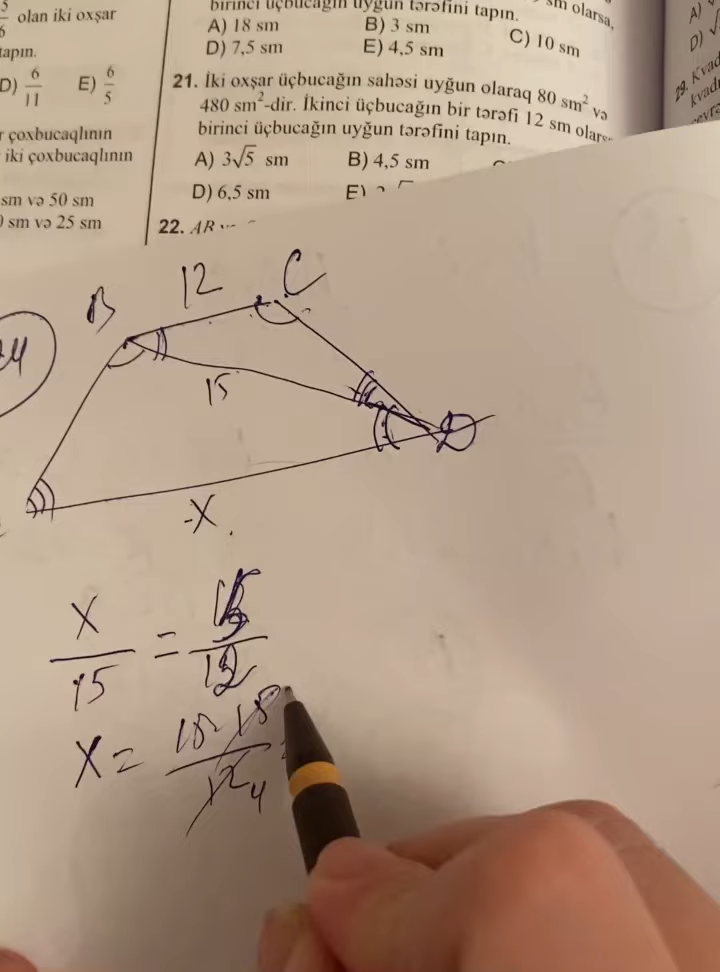 olan iki oxşar
tapın.
D) 6/11 E) 6/5
çoxbucaqlının
iki çoxbucaqlının
sm və 50 sm
sm və 25 sm
birinci üçbucağın uyğun tərəfini tapın.
sm olarsa,
A) 18 sm B) 3 sm C) 10 sm
D) 7,5 sm E) 4,5 sm
21. İki oxşar üçbucağın sahəsi uyğun olaraq 80 sm² və
480 sm²-dir. İkinci üçbucağın bir tərəfi 12 sm
birinci üçbucağın uyğun tərəfini tapın.
A) 3√5 sm B) 4,5 sm
D) 6,5 sm E)
22. AB
A)
D)
29.
12
B
C
15
D
X
X/15 = 15/12
X =